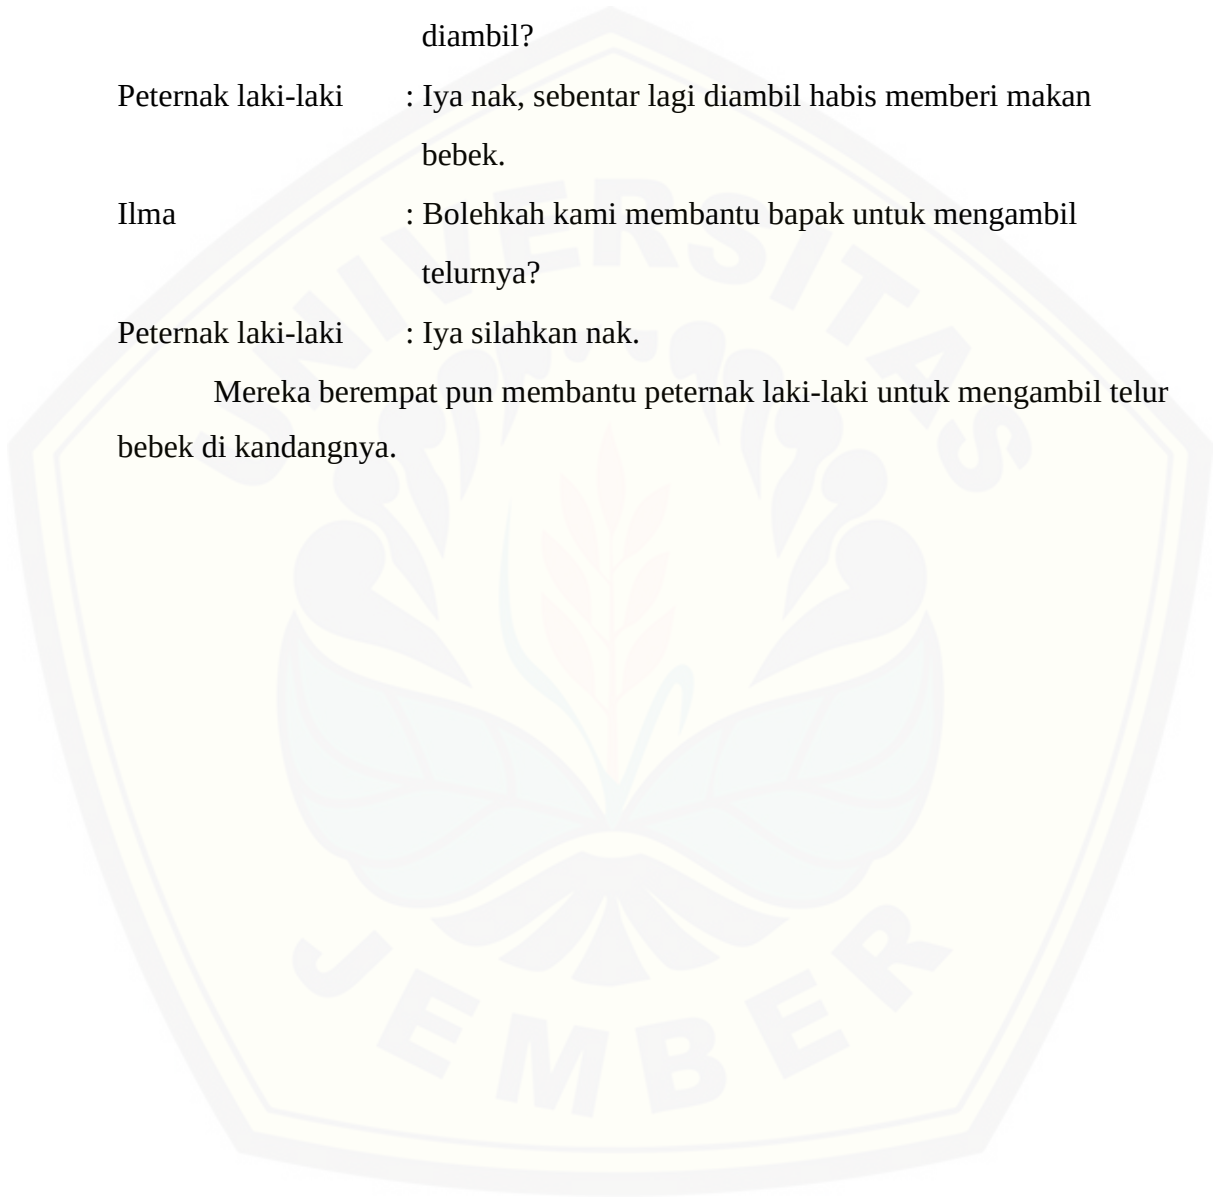 diambil?
Peternak laki-laki : Iya nak, sebentar lagi diambil habis memberi makan
bebek.
Ilma : Bolehkah kami membantu bapak untuk mengambil
telurnya?
Peternak laki-laki : Iya silahkan nak.
Mereka berempat pun membantu peternak laki-laki untuk mengambil telur
bebek di kandangnya.
UNIVERSITAS
JEMBER